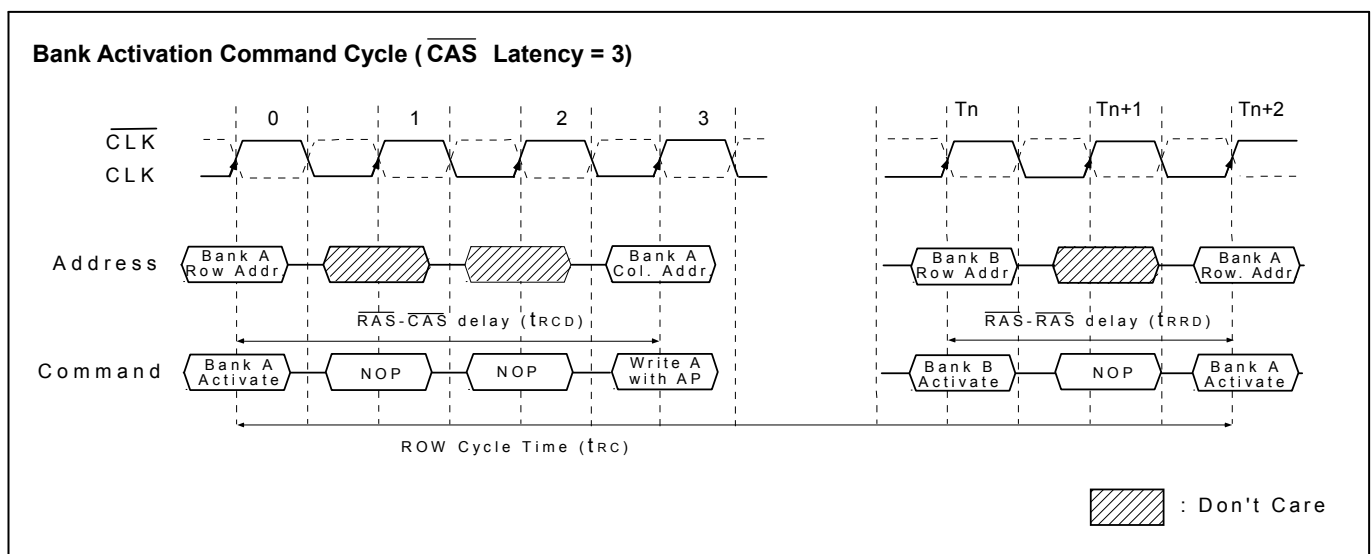 Bank Activation Command Cycle ( CAS Latency = 3)
0 1 2 3 Tn Tn+1 Tn+2
CLK
CLK
Address
Bank A
Row Addr.
Bank A
Col. Addr.
Bank B
Row Addr
Bank A
Row. Addr
RAS-CAS delay (tRCD)
RAS-RAS delay (tRRD)
Command
Bank A
Activate
NOP
NOP
Write A
with AP
Bank B
Activate
NOP
Bank A
Activate
ROW Cycle Time (tRC)
: Don't Care